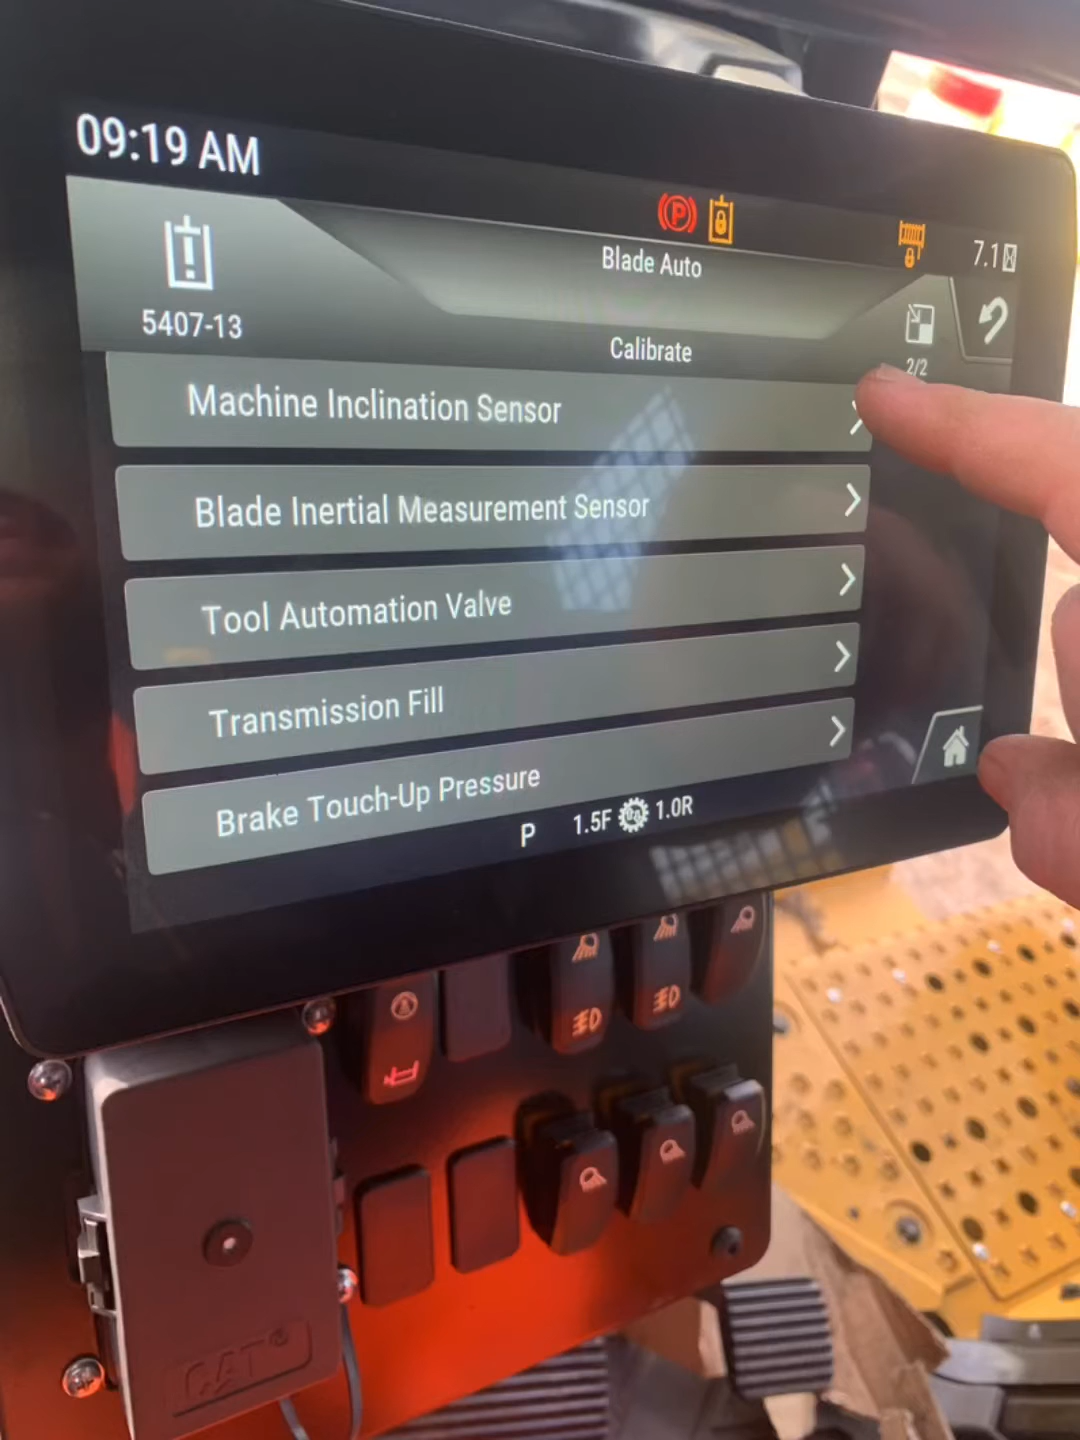 09:19 AM
Blade Auto
7.1
5407-13
Calibrate
2/2
Machine Inclination Sensor
Blade Inertial Measurement Sensor
Tool Automation Valve
Transmission Fill
Brake Touch-Up Pressure
P 1.5F 1.0R
CAT®